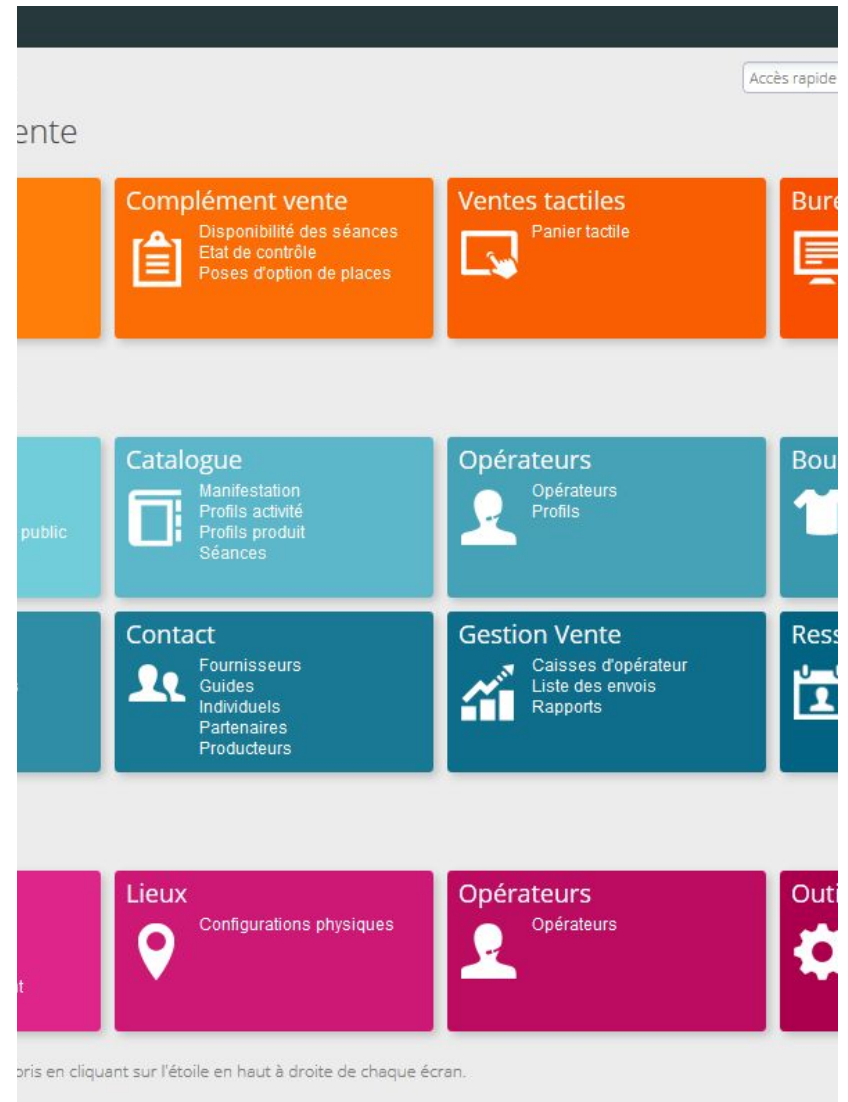 Accès rapide
ente
Complément vente
Disponibilité des séances
Etat de contrôle
Poses d'option de places
Ventes tactiles
Panier tactile
Bure
public
Catalogue
Manifestation
Profils activité
Profils produit
Séances
Opérateurs
Opérateurs
Profils
Bou
Contact
Fournisseurs
Guides
Individuels
Partenaires
Producteurs
Gestion Vente
Caisses d'opérateur
Liste des envois
Rapports
Ress
t
Lieux
Configurations physiques
Opérateurs
Opérateurs
Outi
oris en cliquant sur l'étoile en haut à droite de chaque écran.